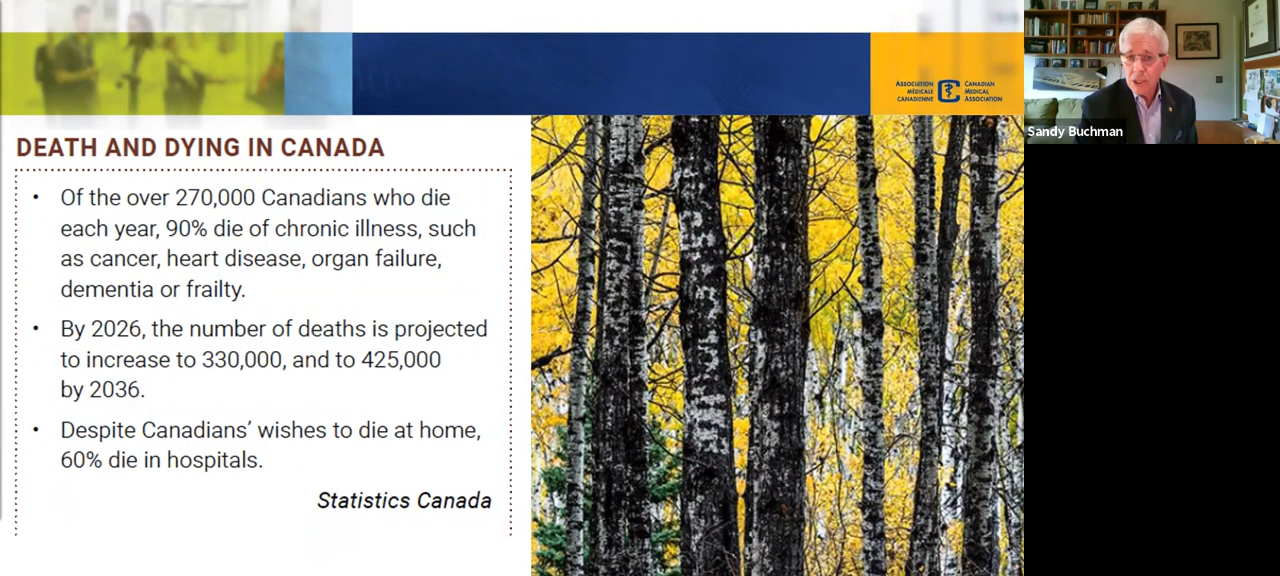 ASSOCIATION
MÉDICALE
CANADIENNE
CANADIAN
MEDICAL
ASSOCIATION
Sandy Buchman
DEATH AND DYING IN CANADA
• Of the over 270,000 Canadians who die
each year, 90% die of chronic illness, such
as cancer, heart disease, organ failure,
dementia or frailty.
• By 2026, the number of deaths is projected
to increase to 330,000, and to 425,000
by 2036.
• Despite Canadians’ wishes to die at home,
60% die in hospitals.
Statistics Canada